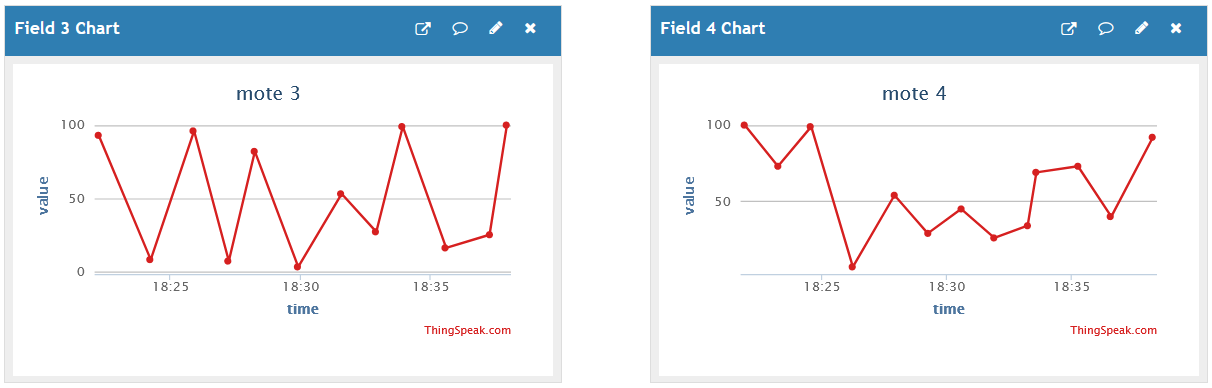 Field 3 Chart
mote 3
100
50
0
value
18:25 18:30 18:35
time
ThingSpeak.com
Field 4 Chart
mote 4
100
50
value
18:25 18:30 18:35
time
ThingSpeak.com